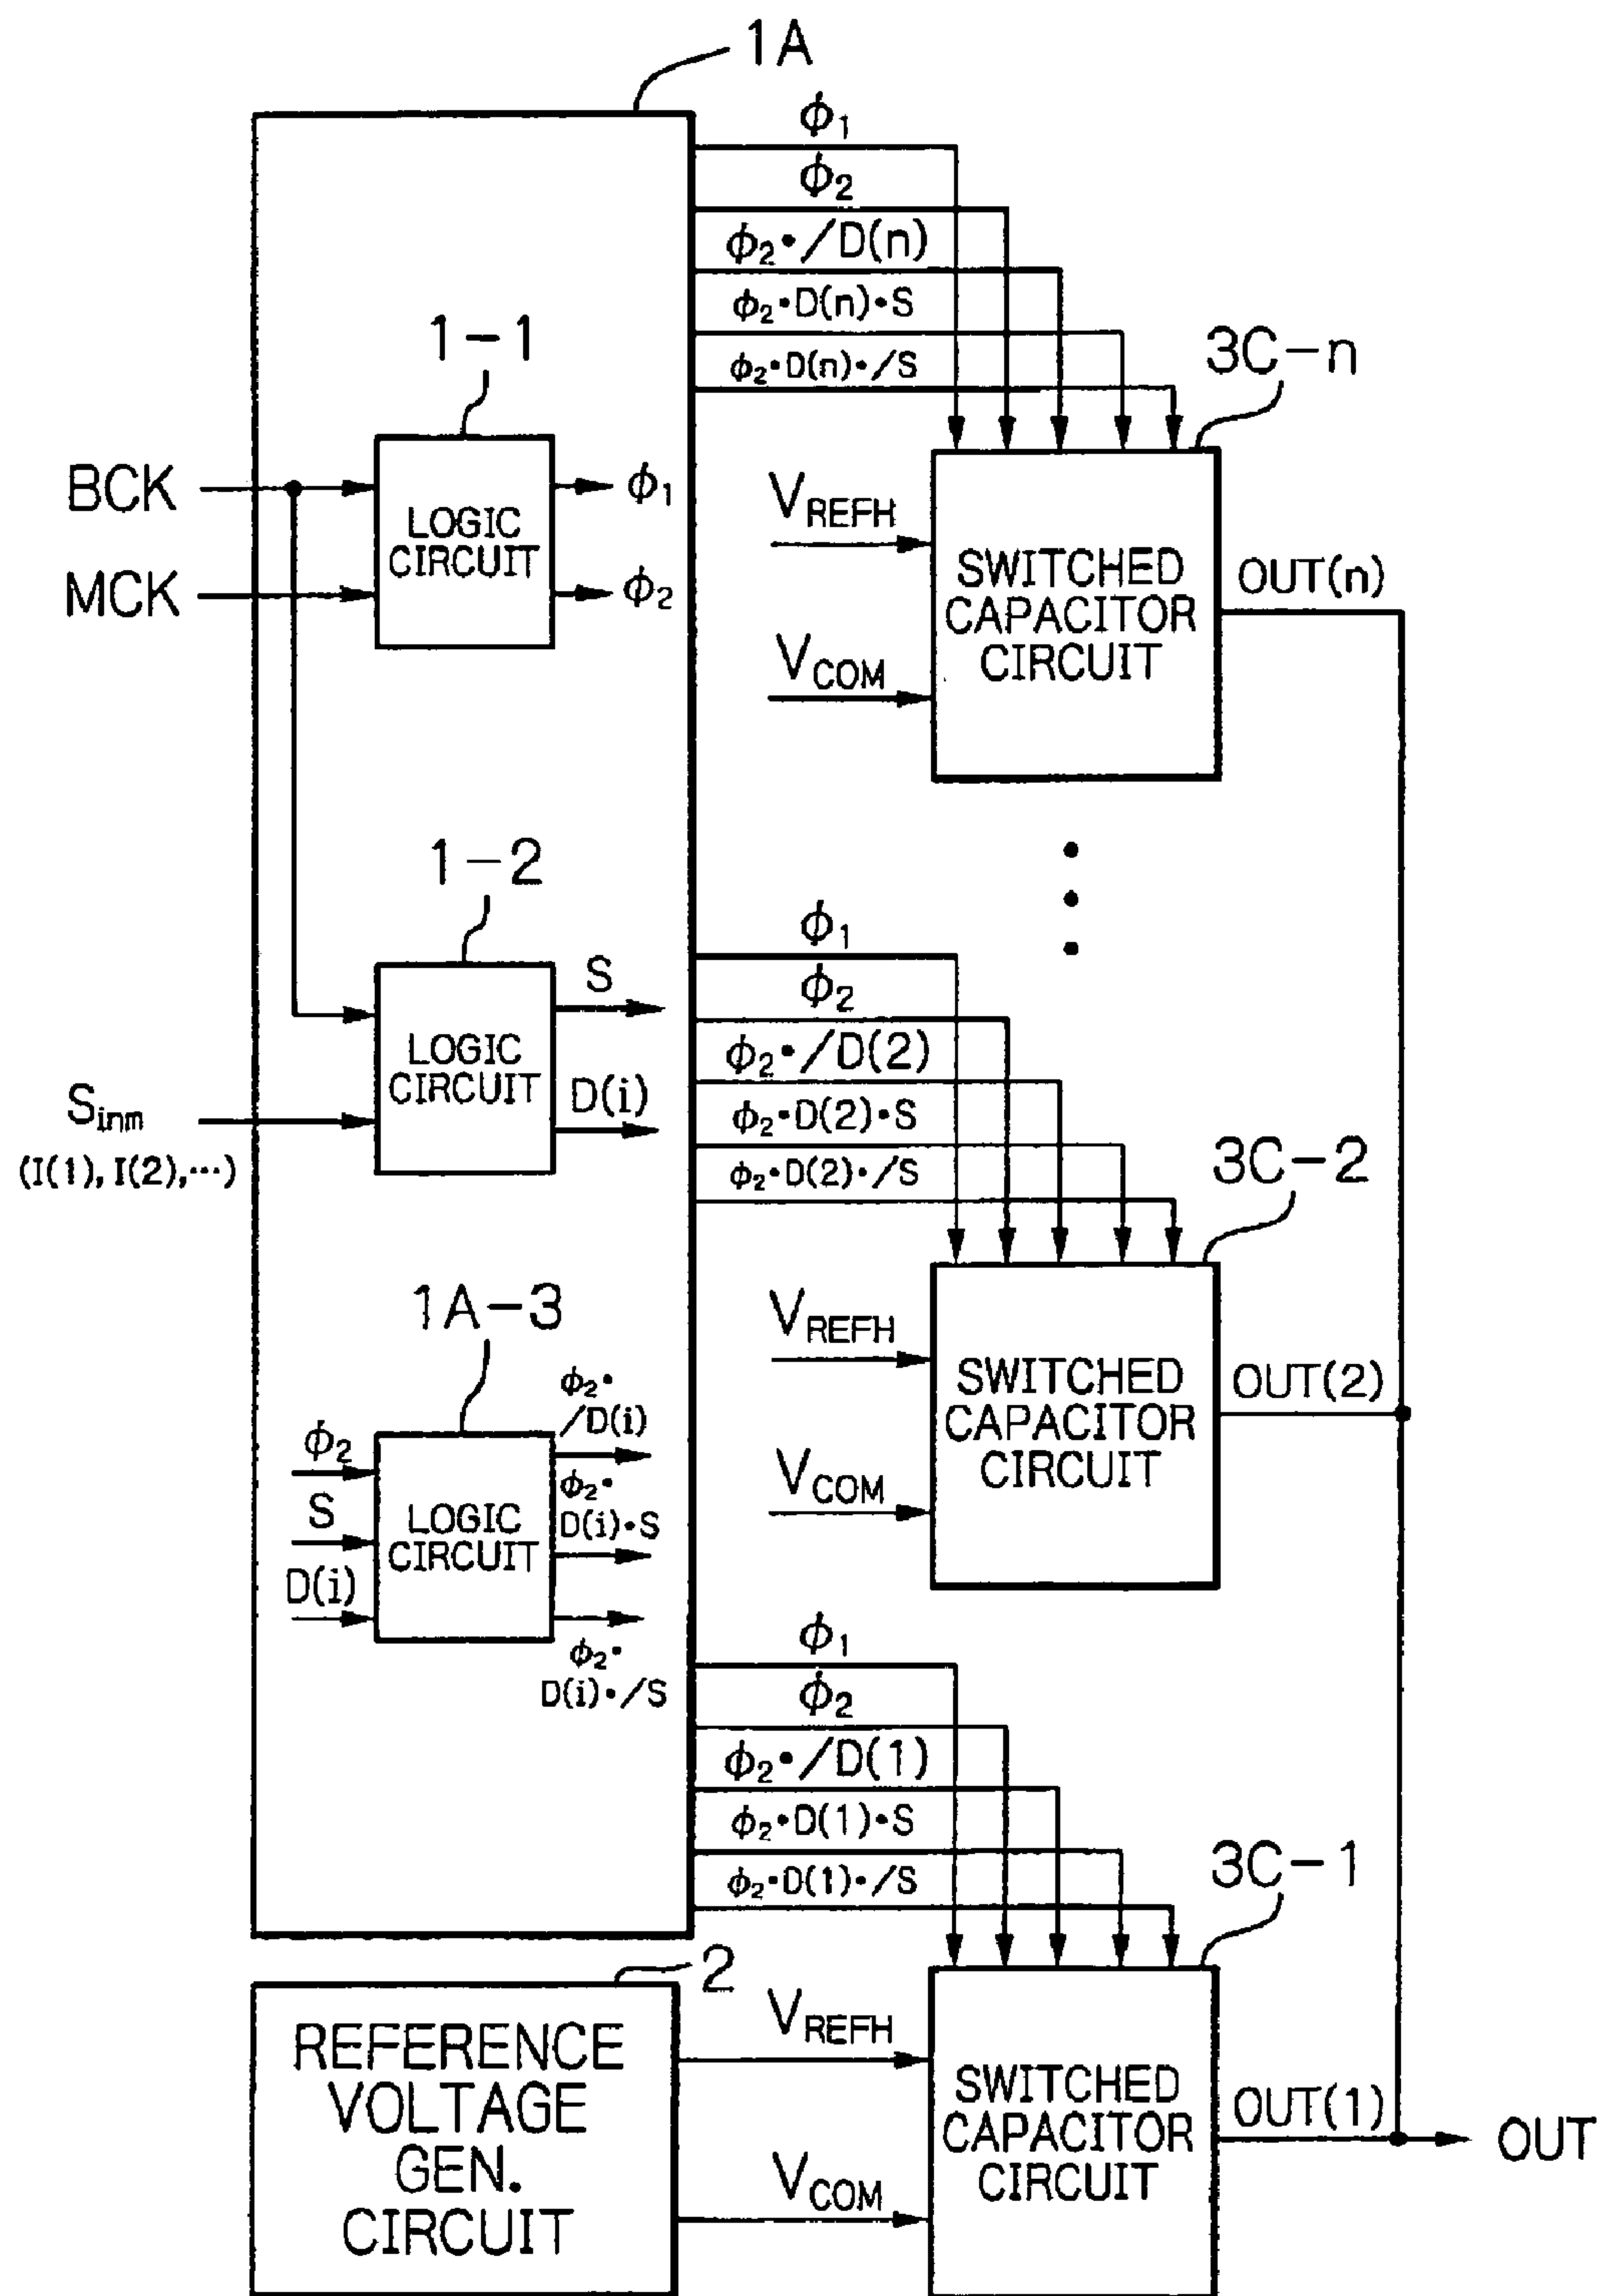 1A
ϕ1
ϕ2
ϕ2·/D(n)
ϕ2·D(n)·S
ϕ2·D(n)·/S
3C-n
1-1
BCK
MCK
LOGIC
CIRCUIT
ϕ1
ϕ2
VREFH
VCOM
SWITCHED
CAPACITOR
CIRCUIT
OUT(n)
1-2
Sinm
(I(1), I(2),···)
LOGIC
CIRCUIT
S
D(i)
ϕ1
ϕ2
ϕ2·/D(2)
ϕ2·D(2)·S
ϕ2·D(2)·/S
3C-2
VREFH
VCOM
SWITCHED
CAPACITOR
CIRCUIT
OUT(2)
1A-3
ϕ2
S
D(i)
LOGIC
CIRCUIT
ϕ2·
/D(i)
ϕ2·
D(i)·S
ϕ2·
D(i)·/S
ϕ1
ϕ2
ϕ2·/D(1)
ϕ2·D(1)·S
ϕ2·D(1)·/S
3C-1
2
REFERENCE
VOLTAGE
GEN.
CIRCUIT
VREFH
VCOM
SWITCHED
CAPACITOR
CIRCUIT
OUT(1)
OUT